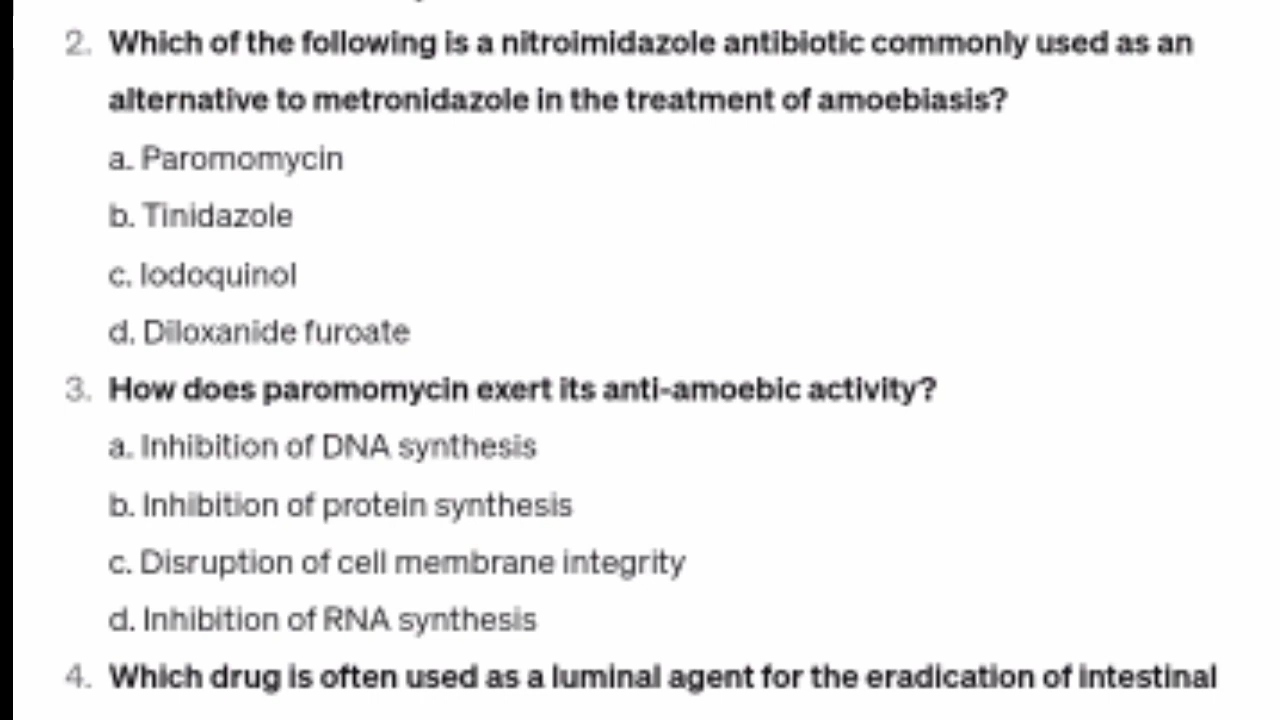 2. Which of the following is a nitroimidazole antibiotic commonly used as an
alternative to metronidazole in the treatment of amoebiasis?
a. Paromomycin
b. Tinidazole
c. Iodoquinol
d. Diloxanide furoate
3. How does paromomycin exert its anti-amoebic activity?
a. Inhibition of DNA synthesis
b. Inhibition of protein synthesis
c. Disruption of cell membrane integrity
d. Inhibition of RNA synthesis
4. Which drug is often used as a luminal agent for the eradication of intestinal